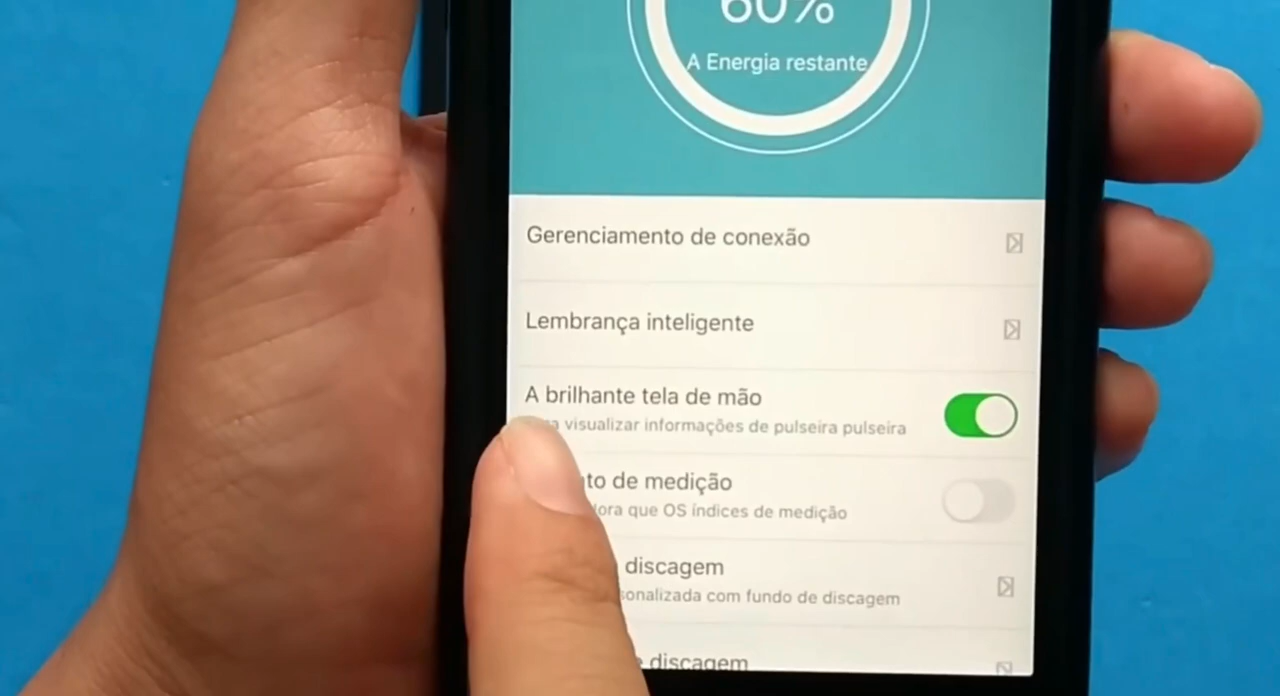 60%
A Energia restante
Gerenciamento de conexão
Lembrança inteligente
A brilhante tela de mão
visualizar informações de pulseira pulseira
de medição
que OS índices de medição
discagem
com fundo de discagem
discagem